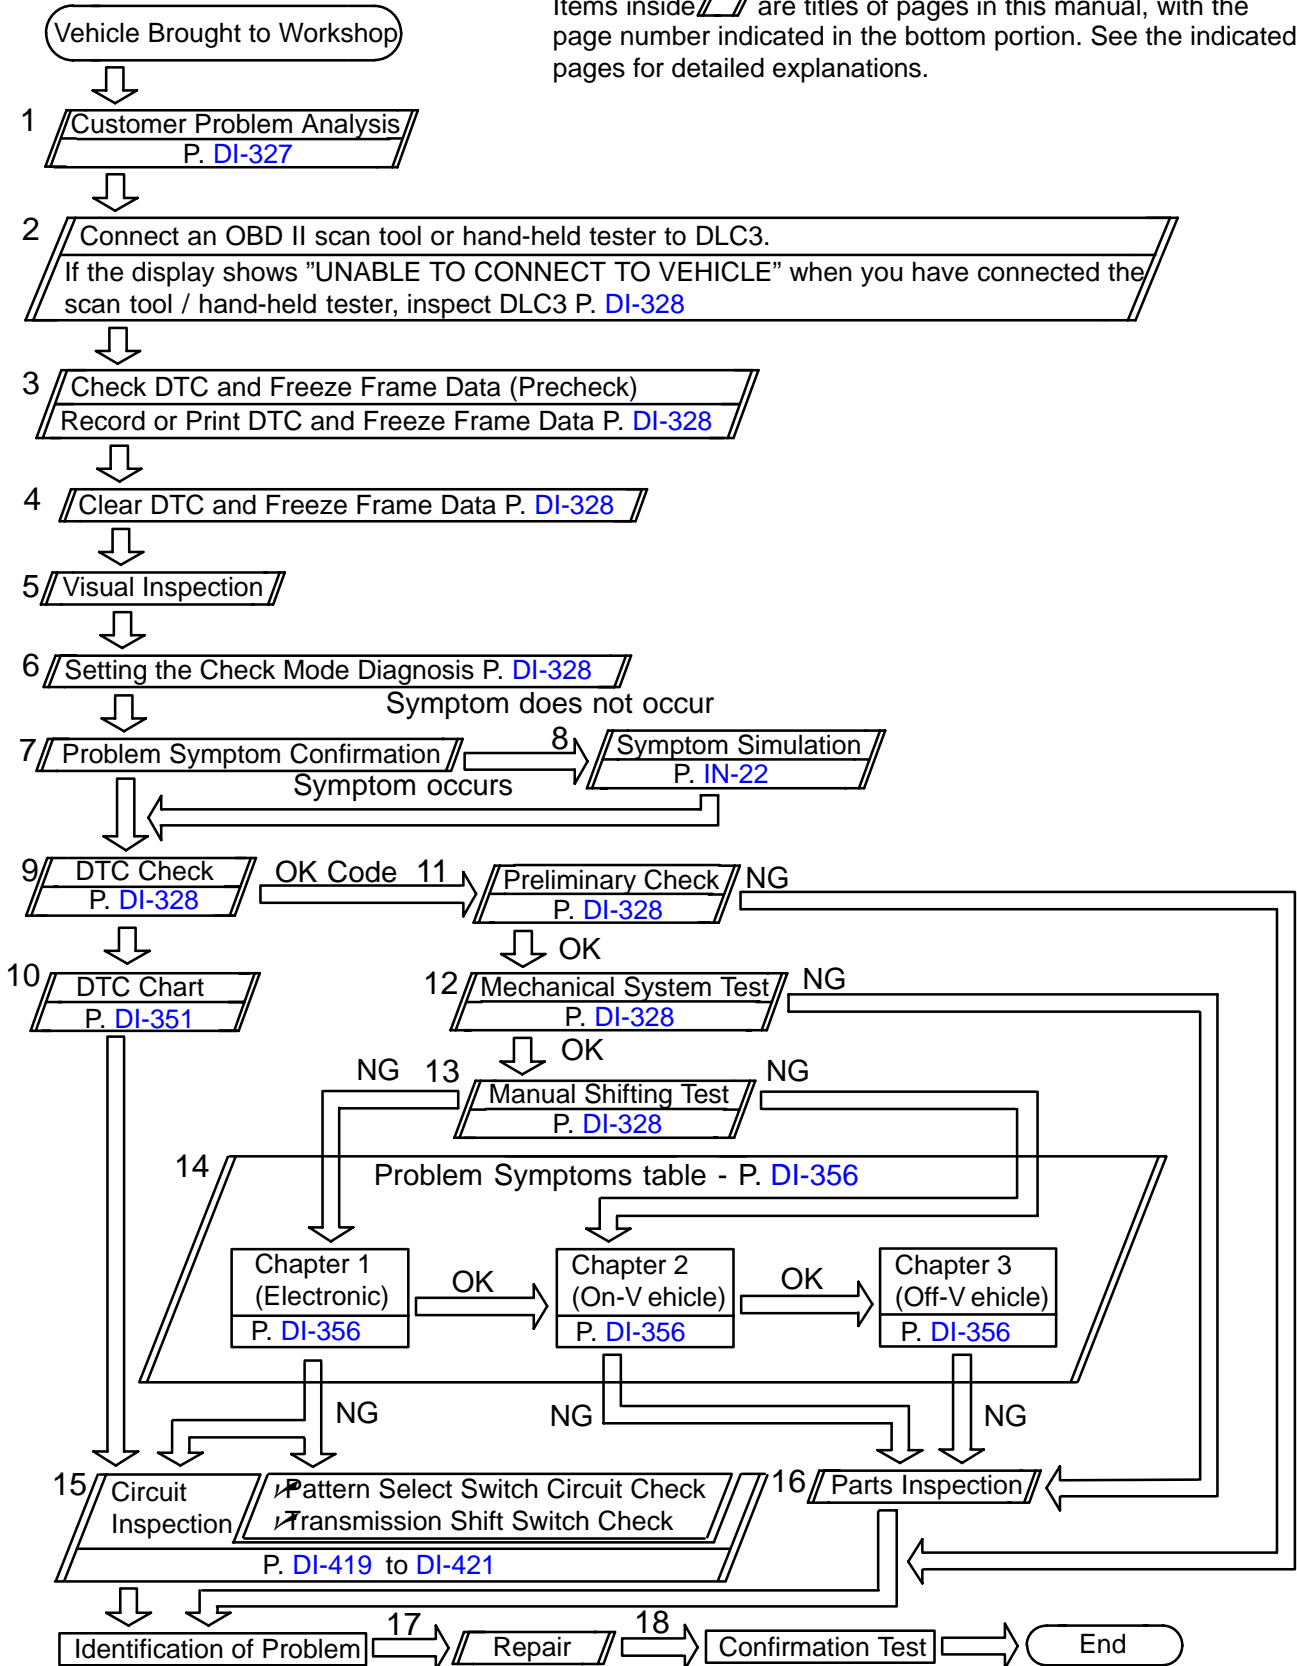 Vehicle Brought to Workshop
Items inside are titles of pages in this manual, with the
page number indicated in the bottom portion. See the indicated
pages for detailed explanations.
1
Customer Problem Analysis
P. DI-327
2
Connect an OBD II scan tool or hand-held tester to DLC3.
If the display shows ”UNABLE TO CONNECT TO VEHICLE” when you have connected the
scan tool / hand-held tester, inspect DLC3 P. DI-328
3
Check DTC and Freeze Frame Data (Precheck)
Record or Print DTC and Freeze Frame Data P. DI-328
4
Clear DTC and Freeze Frame Data P. DI-328
5
Visual Inspection
6
Setting the Check Mode Diagnosis P. DI-328
Symptom does not occur
7
Problem Symptom Confirmation
8
Symptom Simulation
P. IN-22
Symptom occurs
9
DTC Check
P. DI-328
OK Code
11
Preliminary Check
P. DI-328
NG
OK
10
DTC Chart
P. DI-351
12
Mechanical System Test
P. DI-328
NG
OK
NG
13
Manual Shifting Test
P. DI-328
NG
14
Problem Symptoms table - P. DI-356
Chapter 1
(Electronic)
P. DI-356
OK
Chapter 2
(On-V ehicle)
P. DI-356
OK
Chapter 3
(Off-V ehicle)
P. DI-356
NG
NG
NG
15
Circuit
Inspection
Pattern Select Switch Circuit Check
Transmission Shift Switch Check
P. DI-419 to DI-421
16
Parts Inspection
Identification of Problem
17
Repair
18
Confirmation Test
End